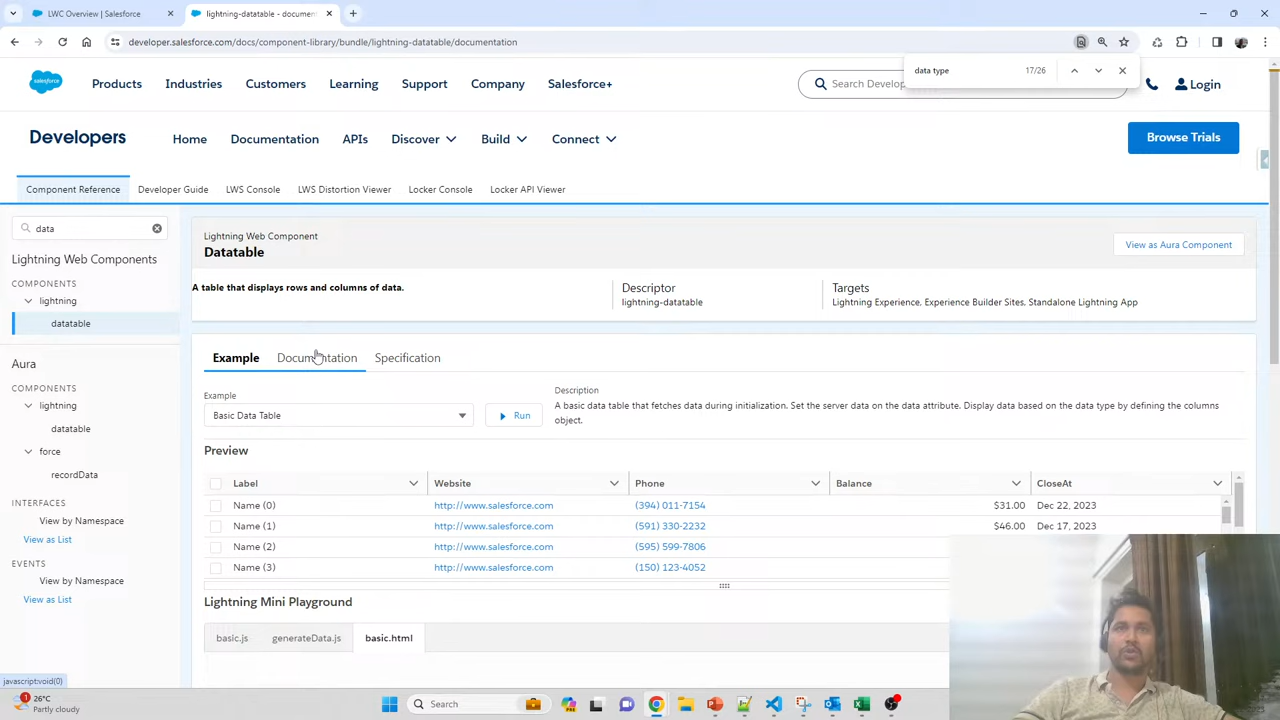 LWC Overview | Salesforce
lightning-datatable - documen
developer.salesforce.com/docs/component-library/bundle/lightning-datatable/documentation
data type 17/26
salesforce
Products Industries Customers Learning Support Company Salesforce+
Search Develop
Login
Developers
Home Documentation APIs Discover Build Connect
Browse Trials
Component Reference Developer Guide LWS Console LWS Distortion Viewer Locker Console Locker API Viewer
data
Lightning Web Components
COMPONENTS
lightning
datatable
Aura
COMPONENTS
lightning
datatable
force
recordData
INTERFACES
View by Namespace
View as List
EVENTS
View by Namespace
View as List
Lightning Web Component
Datatable
View as Aura Component
A table that displays rows and columns of data.
Descriptor
lightning-datatable
Targets
Lightning Experience, Experience Builder Sites, Standalone Lightning App
Example Documentation Specification
Example
Basic Data Table
Run
Description
A basic data table that fetches data during initialization. Set the server data on the data attribute. Display data based on the data type by defining the columns
object.
Preview
Label Website Phone Balance CloseAt
Name (0) http://www.salesforce.com (394) 011-7154 $31.00 Dec 22, 2023
Name (1) http://www.salesforce.com (591) 330-2232 $46.00 Dec 17, 2023
Name (2) http://www.salesforce.com (595) 599-7806
Name (3) http://www.salesforce.com (150) 123-4052
Lightning Mini Playground
basic.js generateData.js basic.html
javascript:void(0)
1
26°C
Partly cloudy
Search